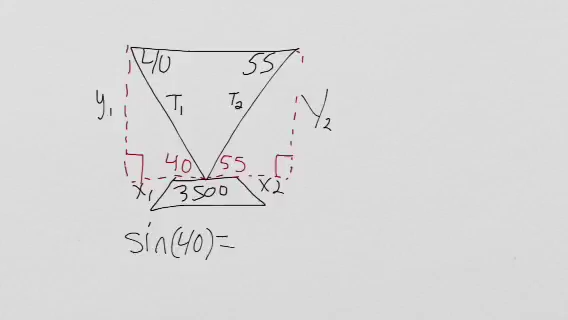 40 55
y₁ T₁ T₂ y₂
40 55
x₁ 3500 x₂
sin(40)=